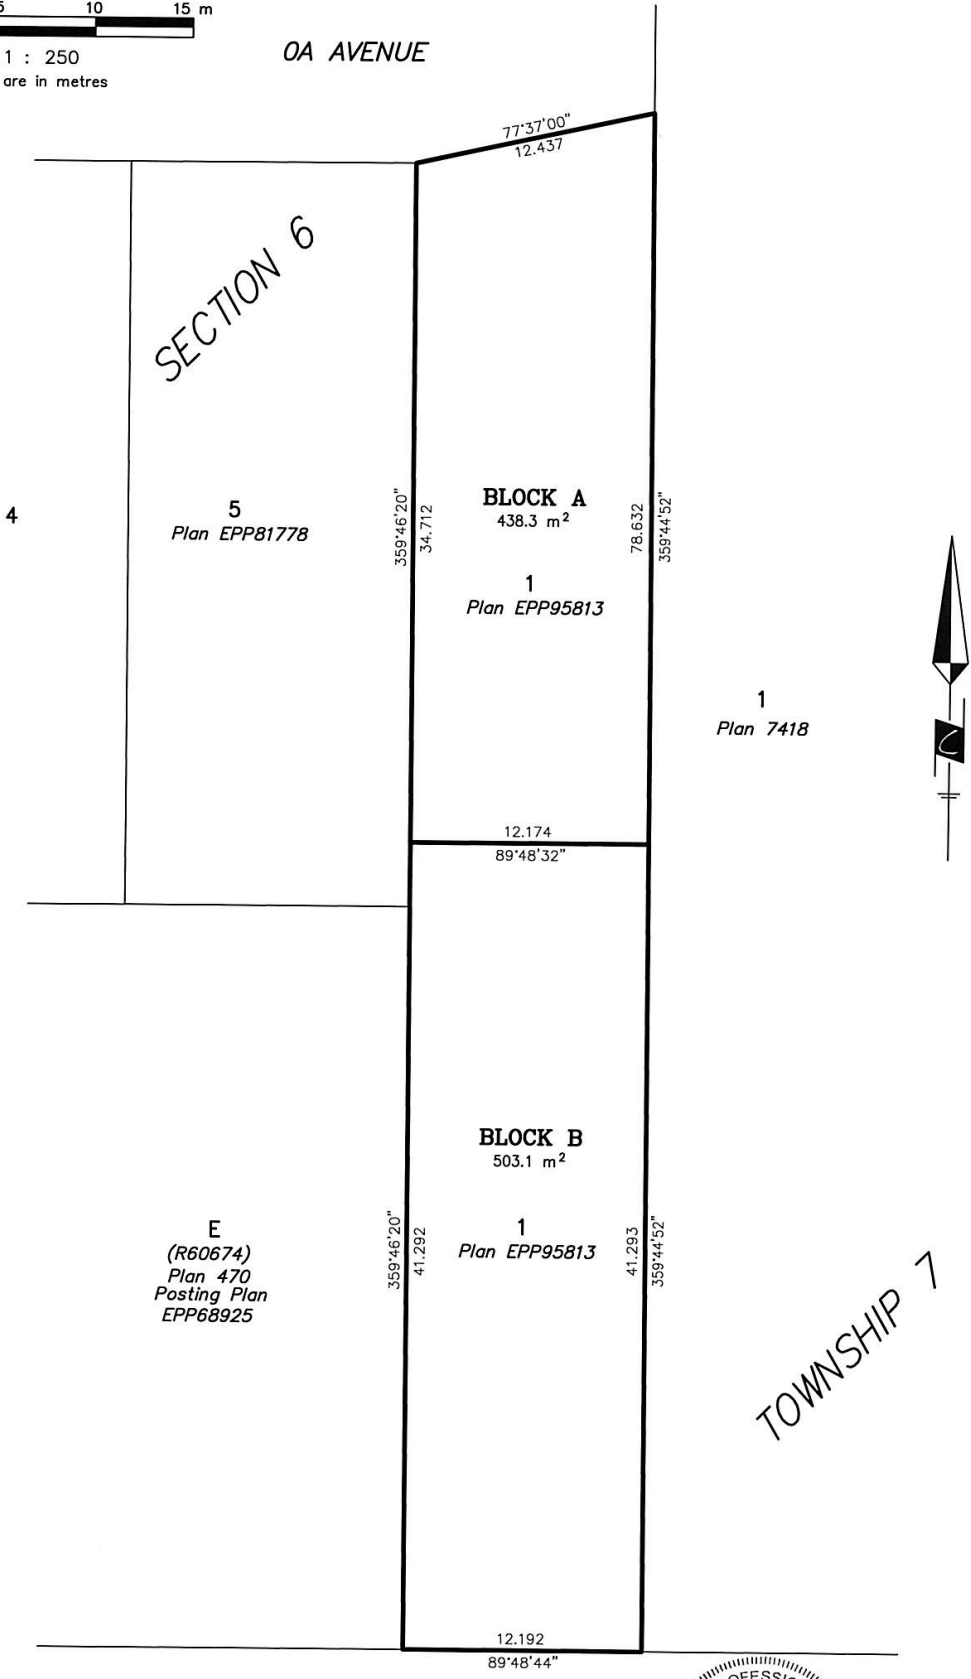 10 15 m
1 : 250
are in metres
0A AVENUE
77°37'00"
12.437
SECTION 6
4
5
Plan EPP81778
359°46'20"
34.712
BLOCK A
438.3 m²
1
Plan EPP95813
78.632
359°44'52"
1
Plan 7418
12.174
89°48'32"
BLOCK B
503.1 m²
1
Plan EPP95813
E
(R60674)
Plan 470
Posting Plan
EPP68925
359°46'20"
41.292
41.293
359°44'52"
TOWNSHIP 7
12.192
89°48'44"